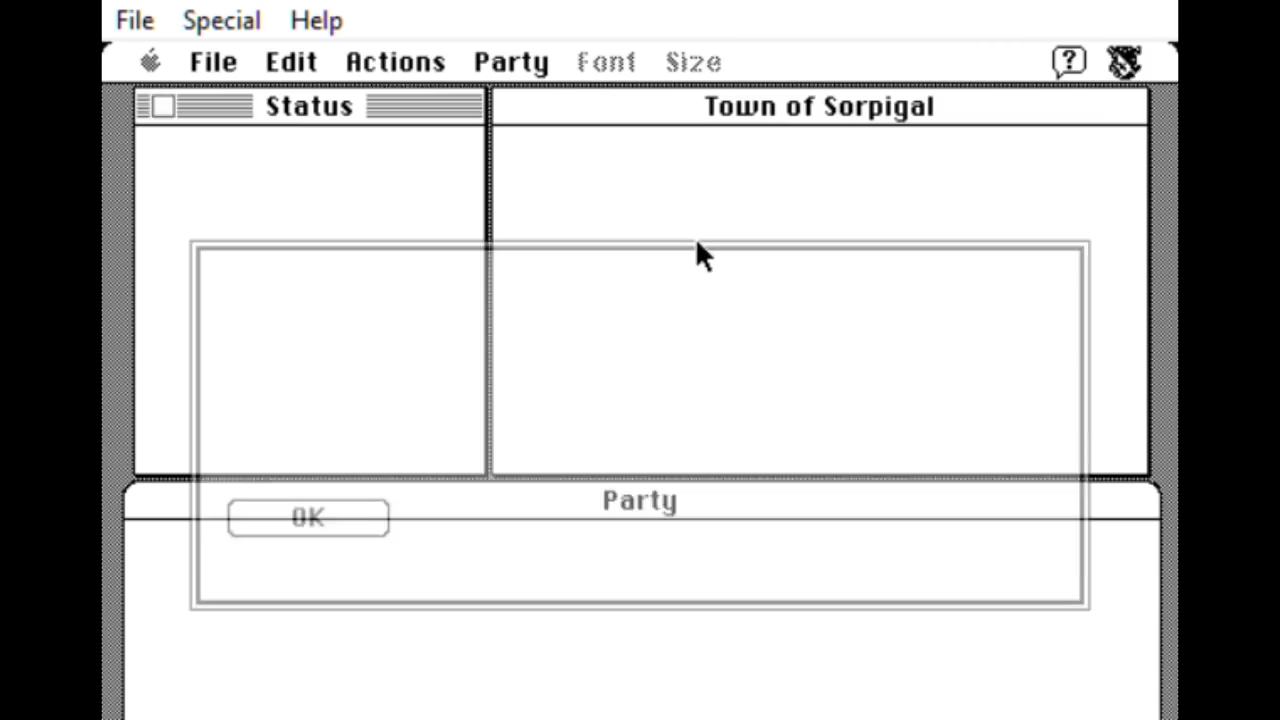 File Special Help
File Edit Actions Party Font Size ?
Status
Town of Sorpigal
Party
OK